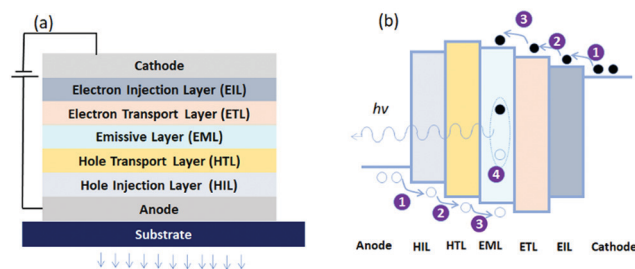 (a)
Cathode
Electron Injection Layer (EIL)
Electron Transport Layer (ETL)
Emissive Layer (EML)
Hole Transport Layer (HTL)
Hole Injection Layer (HIL)
Anode
Substrate
(b)
3
2
1
hv
4
1
2
3
Anode HIL HTL EML ETL EIL Cathode